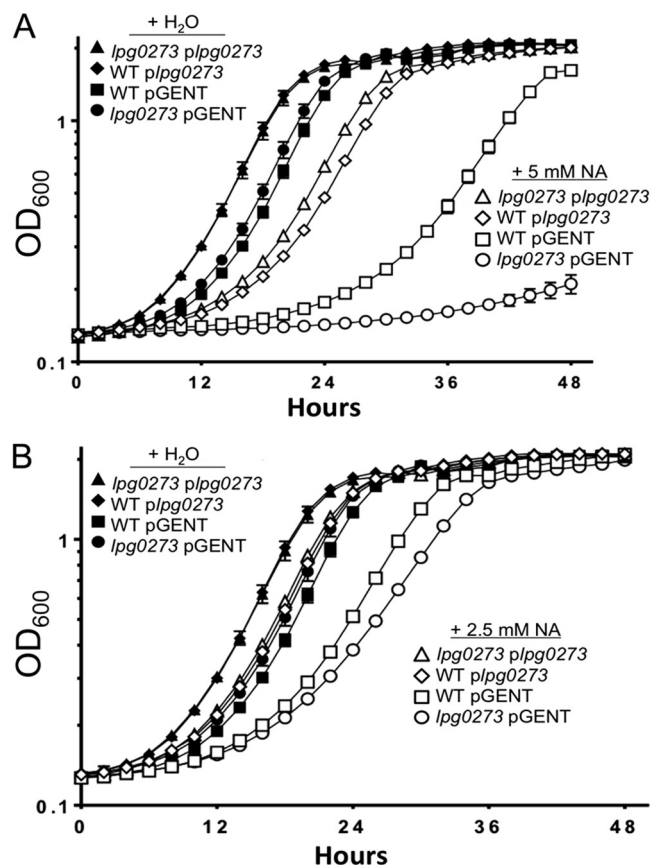 A
+ H₂O
lpg0273 plpg0273
WT plpg0273
WT pGENT
lpg0273 pGENT
1
+ 5 mM NA
lpg0273 plpg0273
WT plpg0273
WT pGENT
lpg0273 pGENT
OD₆₀₀
0.1
0 12 24 36 48
Hours
B
+ H₂O
lpg0273 plpg0273
WT plpg0273
WT pGENT
lpg0273 pGENT
1
+ 2.5 mM NA
lpg0273 plpg0273
WT plpg0273
WT pGENT
lpg0273 pGENT
OD₆₀₀
0.1
0 12 24 36 48
Hours